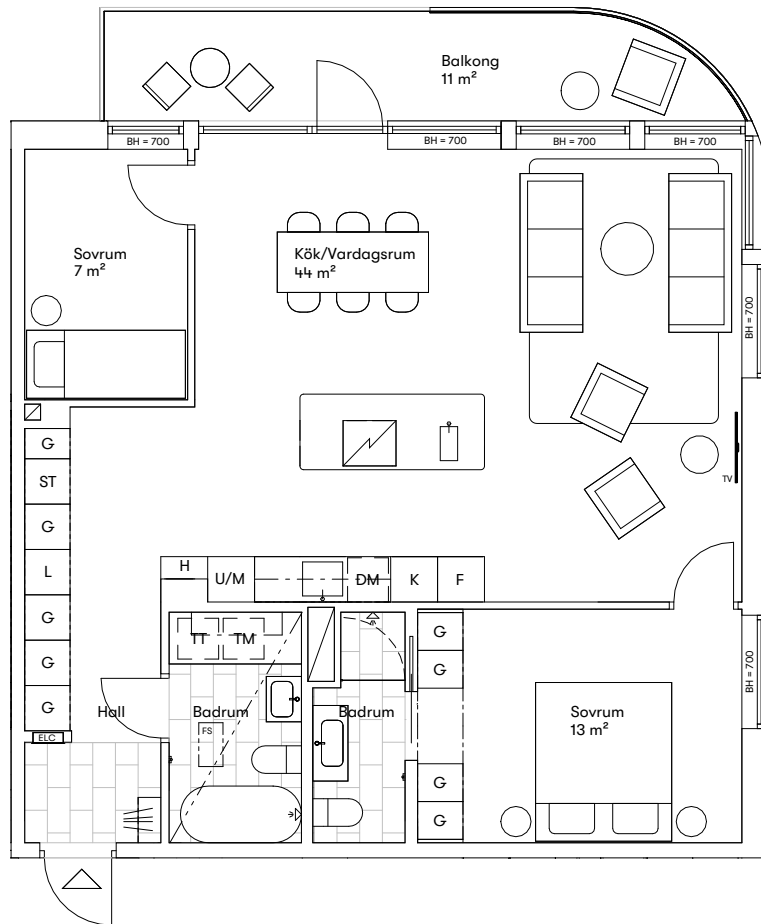 Balkong
11 m²
BH = 700
BH = 700
BH = 700
BH = 700
Sovrum
7 m²
Kök/Vardagsrum
44 m²
BH = 700
G
ST
G
L
G
G
G
ELC
TV
H
U/M
DM
K
F
TT
TM
G
G
G
G
Hall
Badrum
FS
Badrum
Sovrum
13 m²
BH = 700